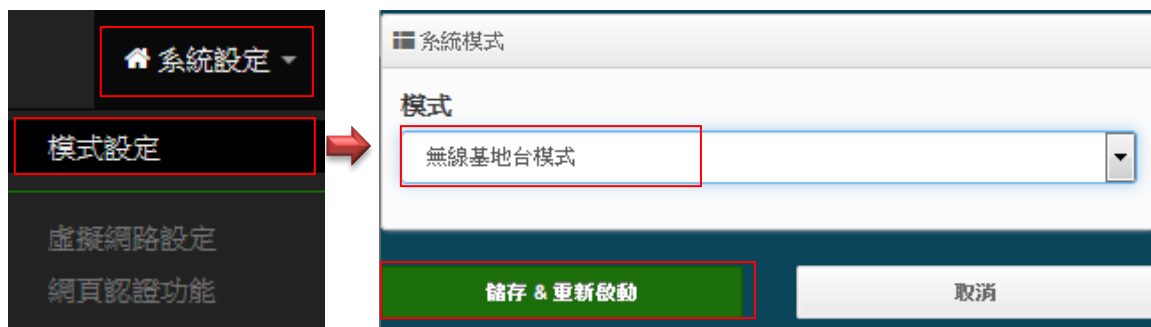 系統設定
模式設定
虛擬網路設定
網頁認證功能
系統模式
模式
無線基地台模式
儲存 & 重新啟動
取消